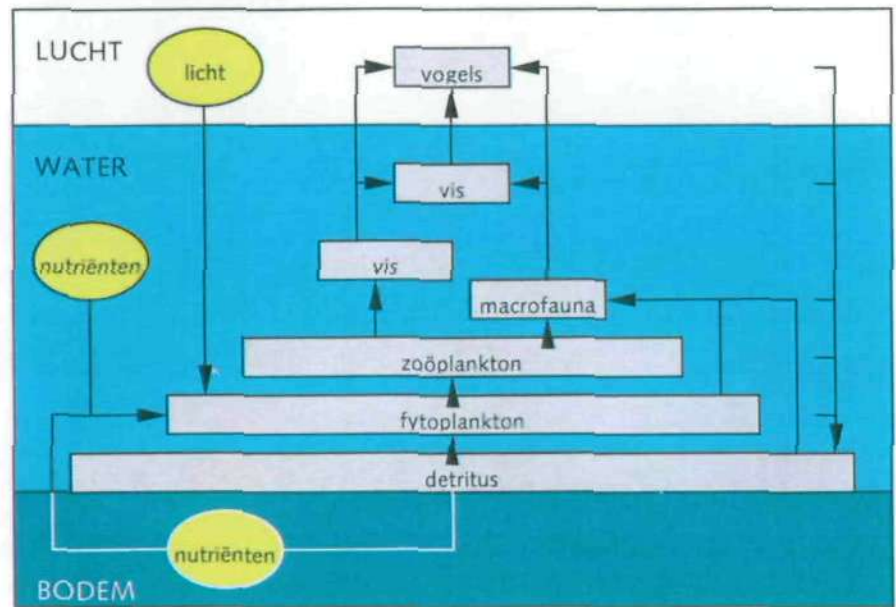 LUCHT
licht
vogels
WATER
vis
nutriënten
vis
macrofauna
zoöplankton
fytoplankton
detritus
nutriënten
BODEM